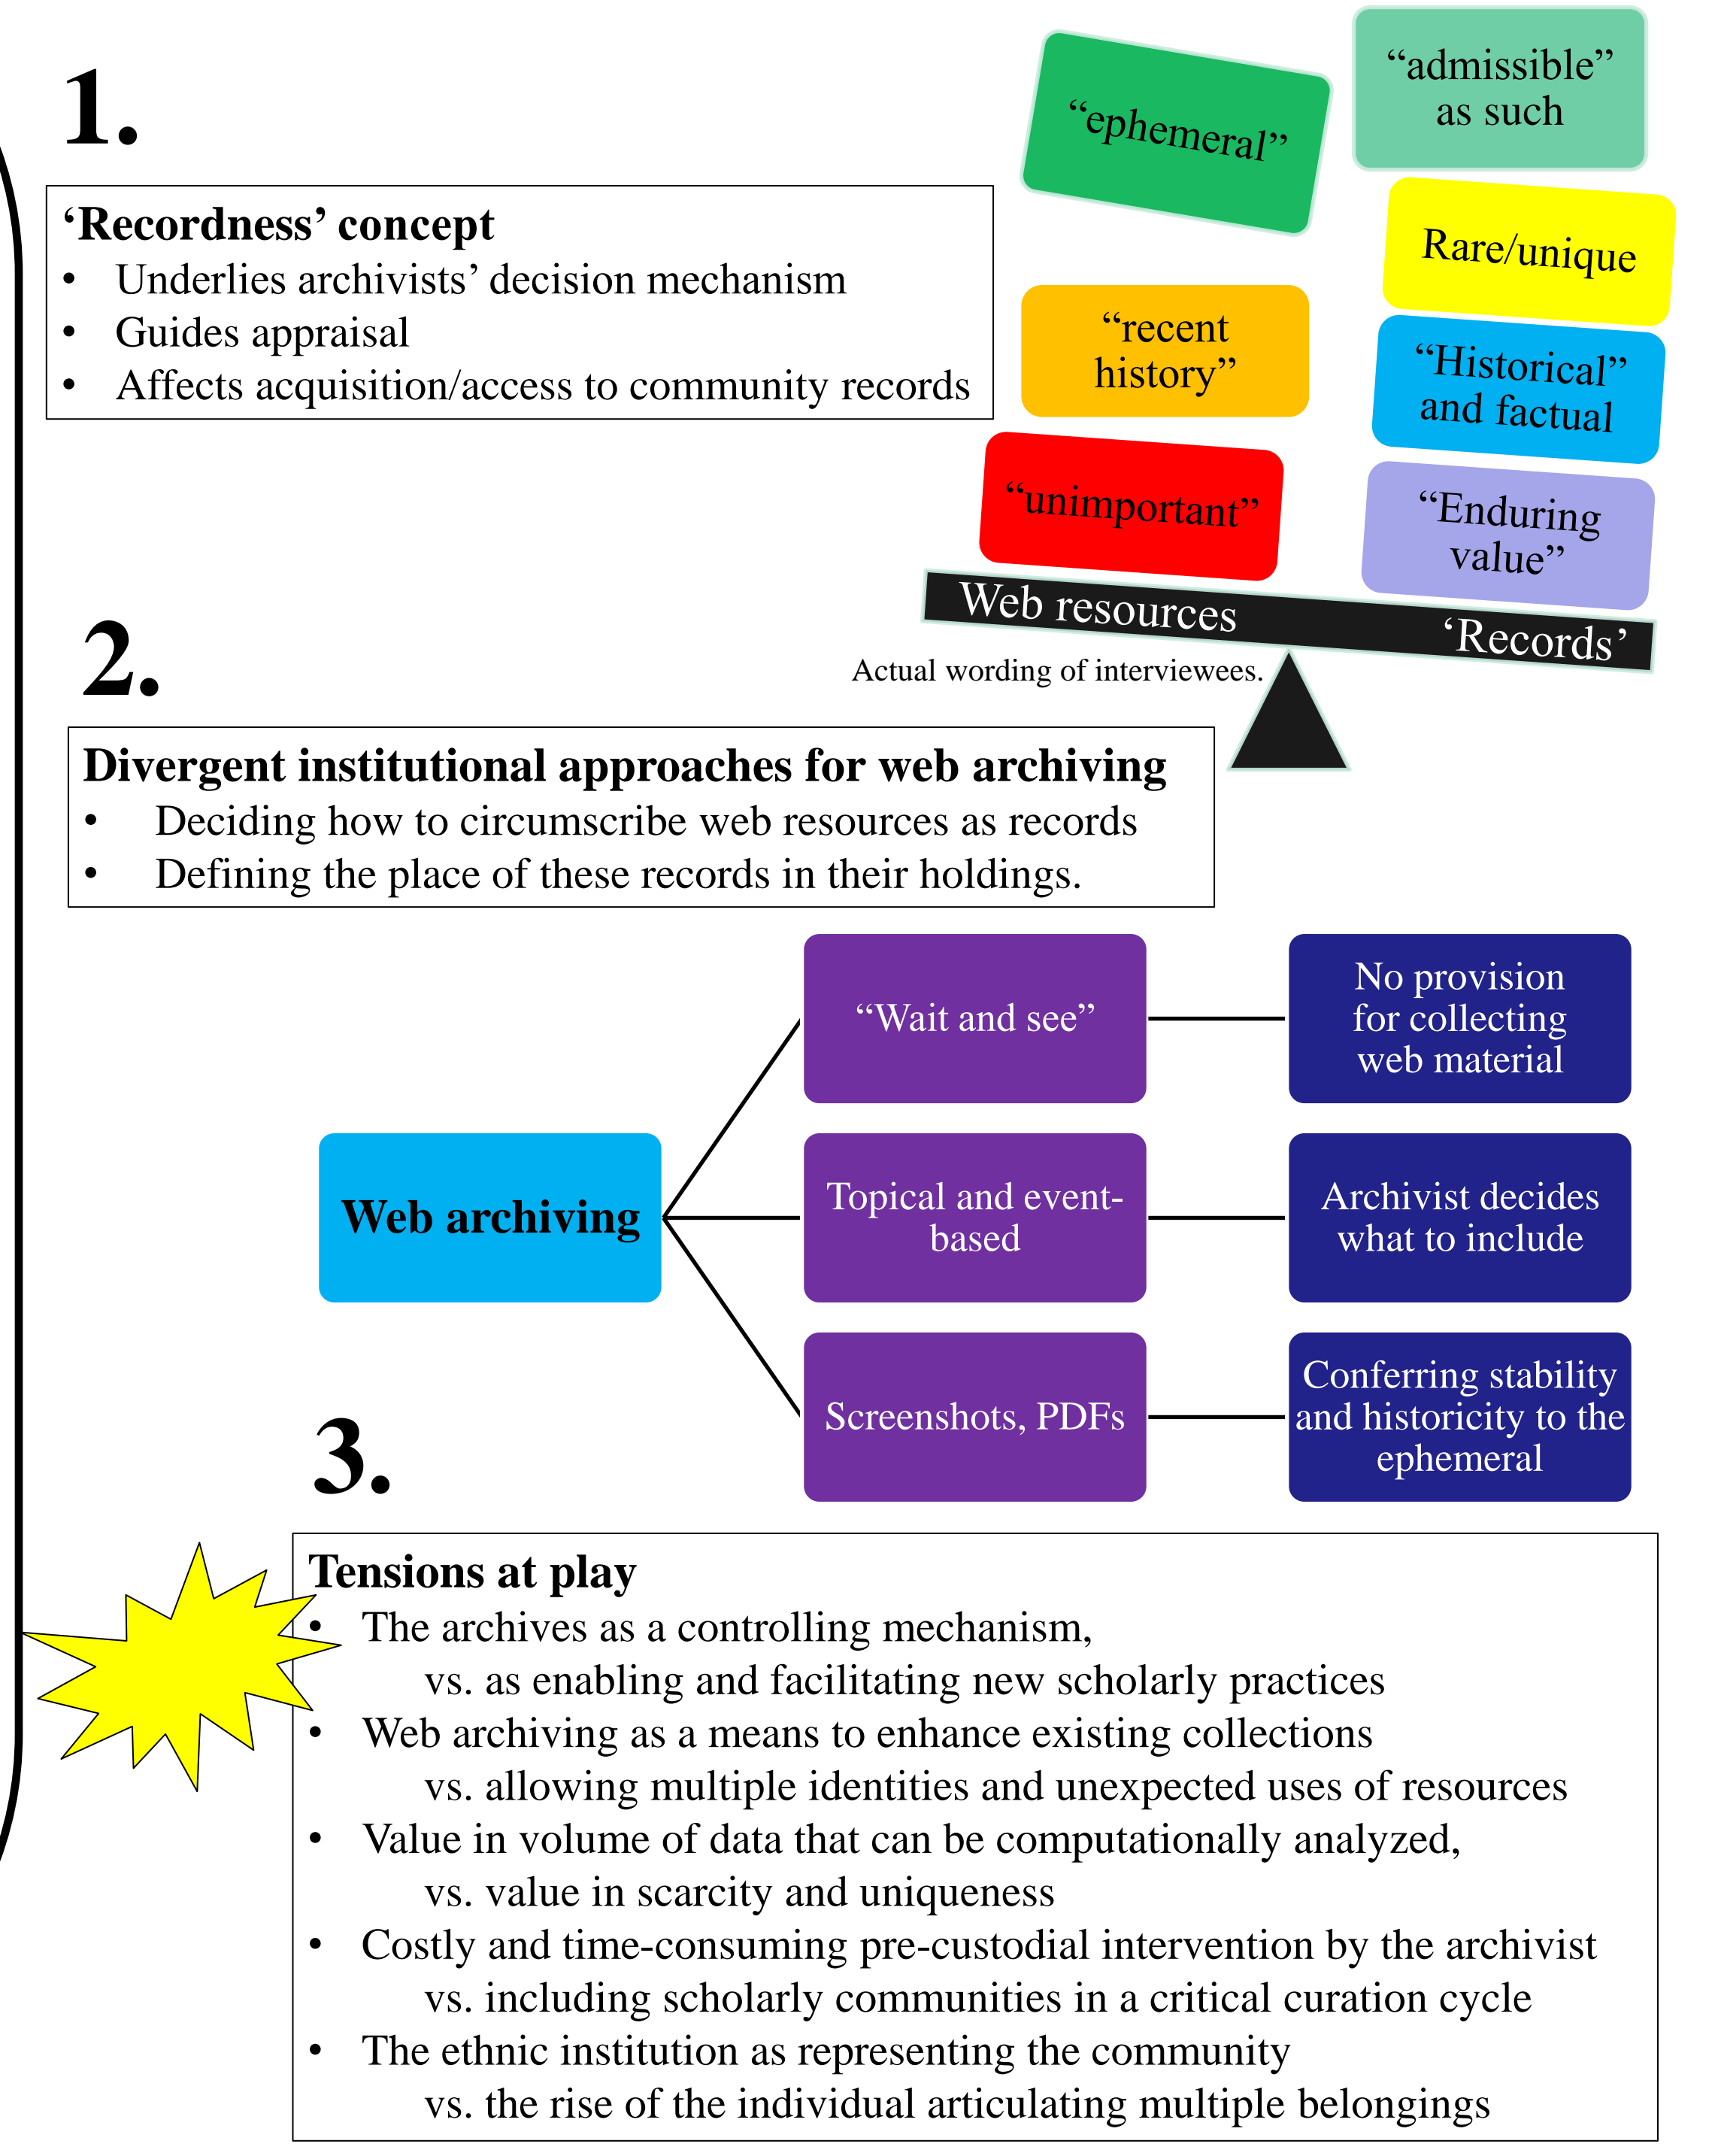 1.
‘Recordness’ concept
• Underlies archivists’ decision mechanism
• Guides appraisal
• Affects acquisition/access to community records
“ephemeral”
“recent
history”
“unimportant”
“admissible”
as such
Rare/unique
“Historical”
and factual
“Enduring
value”
Web resources
‘Records’
Actual wording of interviewees.
2.
Divergent institutional approaches for web archiving
• Deciding how to circumscribe web resources as records
• Defining the place of these records in their holdings.
Web archiving
“Wait and see”
No provision
for collecting
web material
Topical and event-
based
Archivist decides
what to include
Screenshots, PDFs
Conferring stability
and historicity to the
ephemeral
3.
Tensions at play
• The archives as a controlling mechanism,
vs. as enabling and facilitating new scholarly practices
• Web archiving as a means to enhance existing collections
vs. allowing multiple identities and unexpected uses of resources
• Value in volume of data that can be computationally analyzed,
vs. value in scarcity and uniqueness
• Costly and time-consuming pre-custodial intervention by the archivist
vs. including scholarly communities in a critical curation cycle
• The ethnic institution as representing the community
vs. the rise of the individual articulating multiple belongings